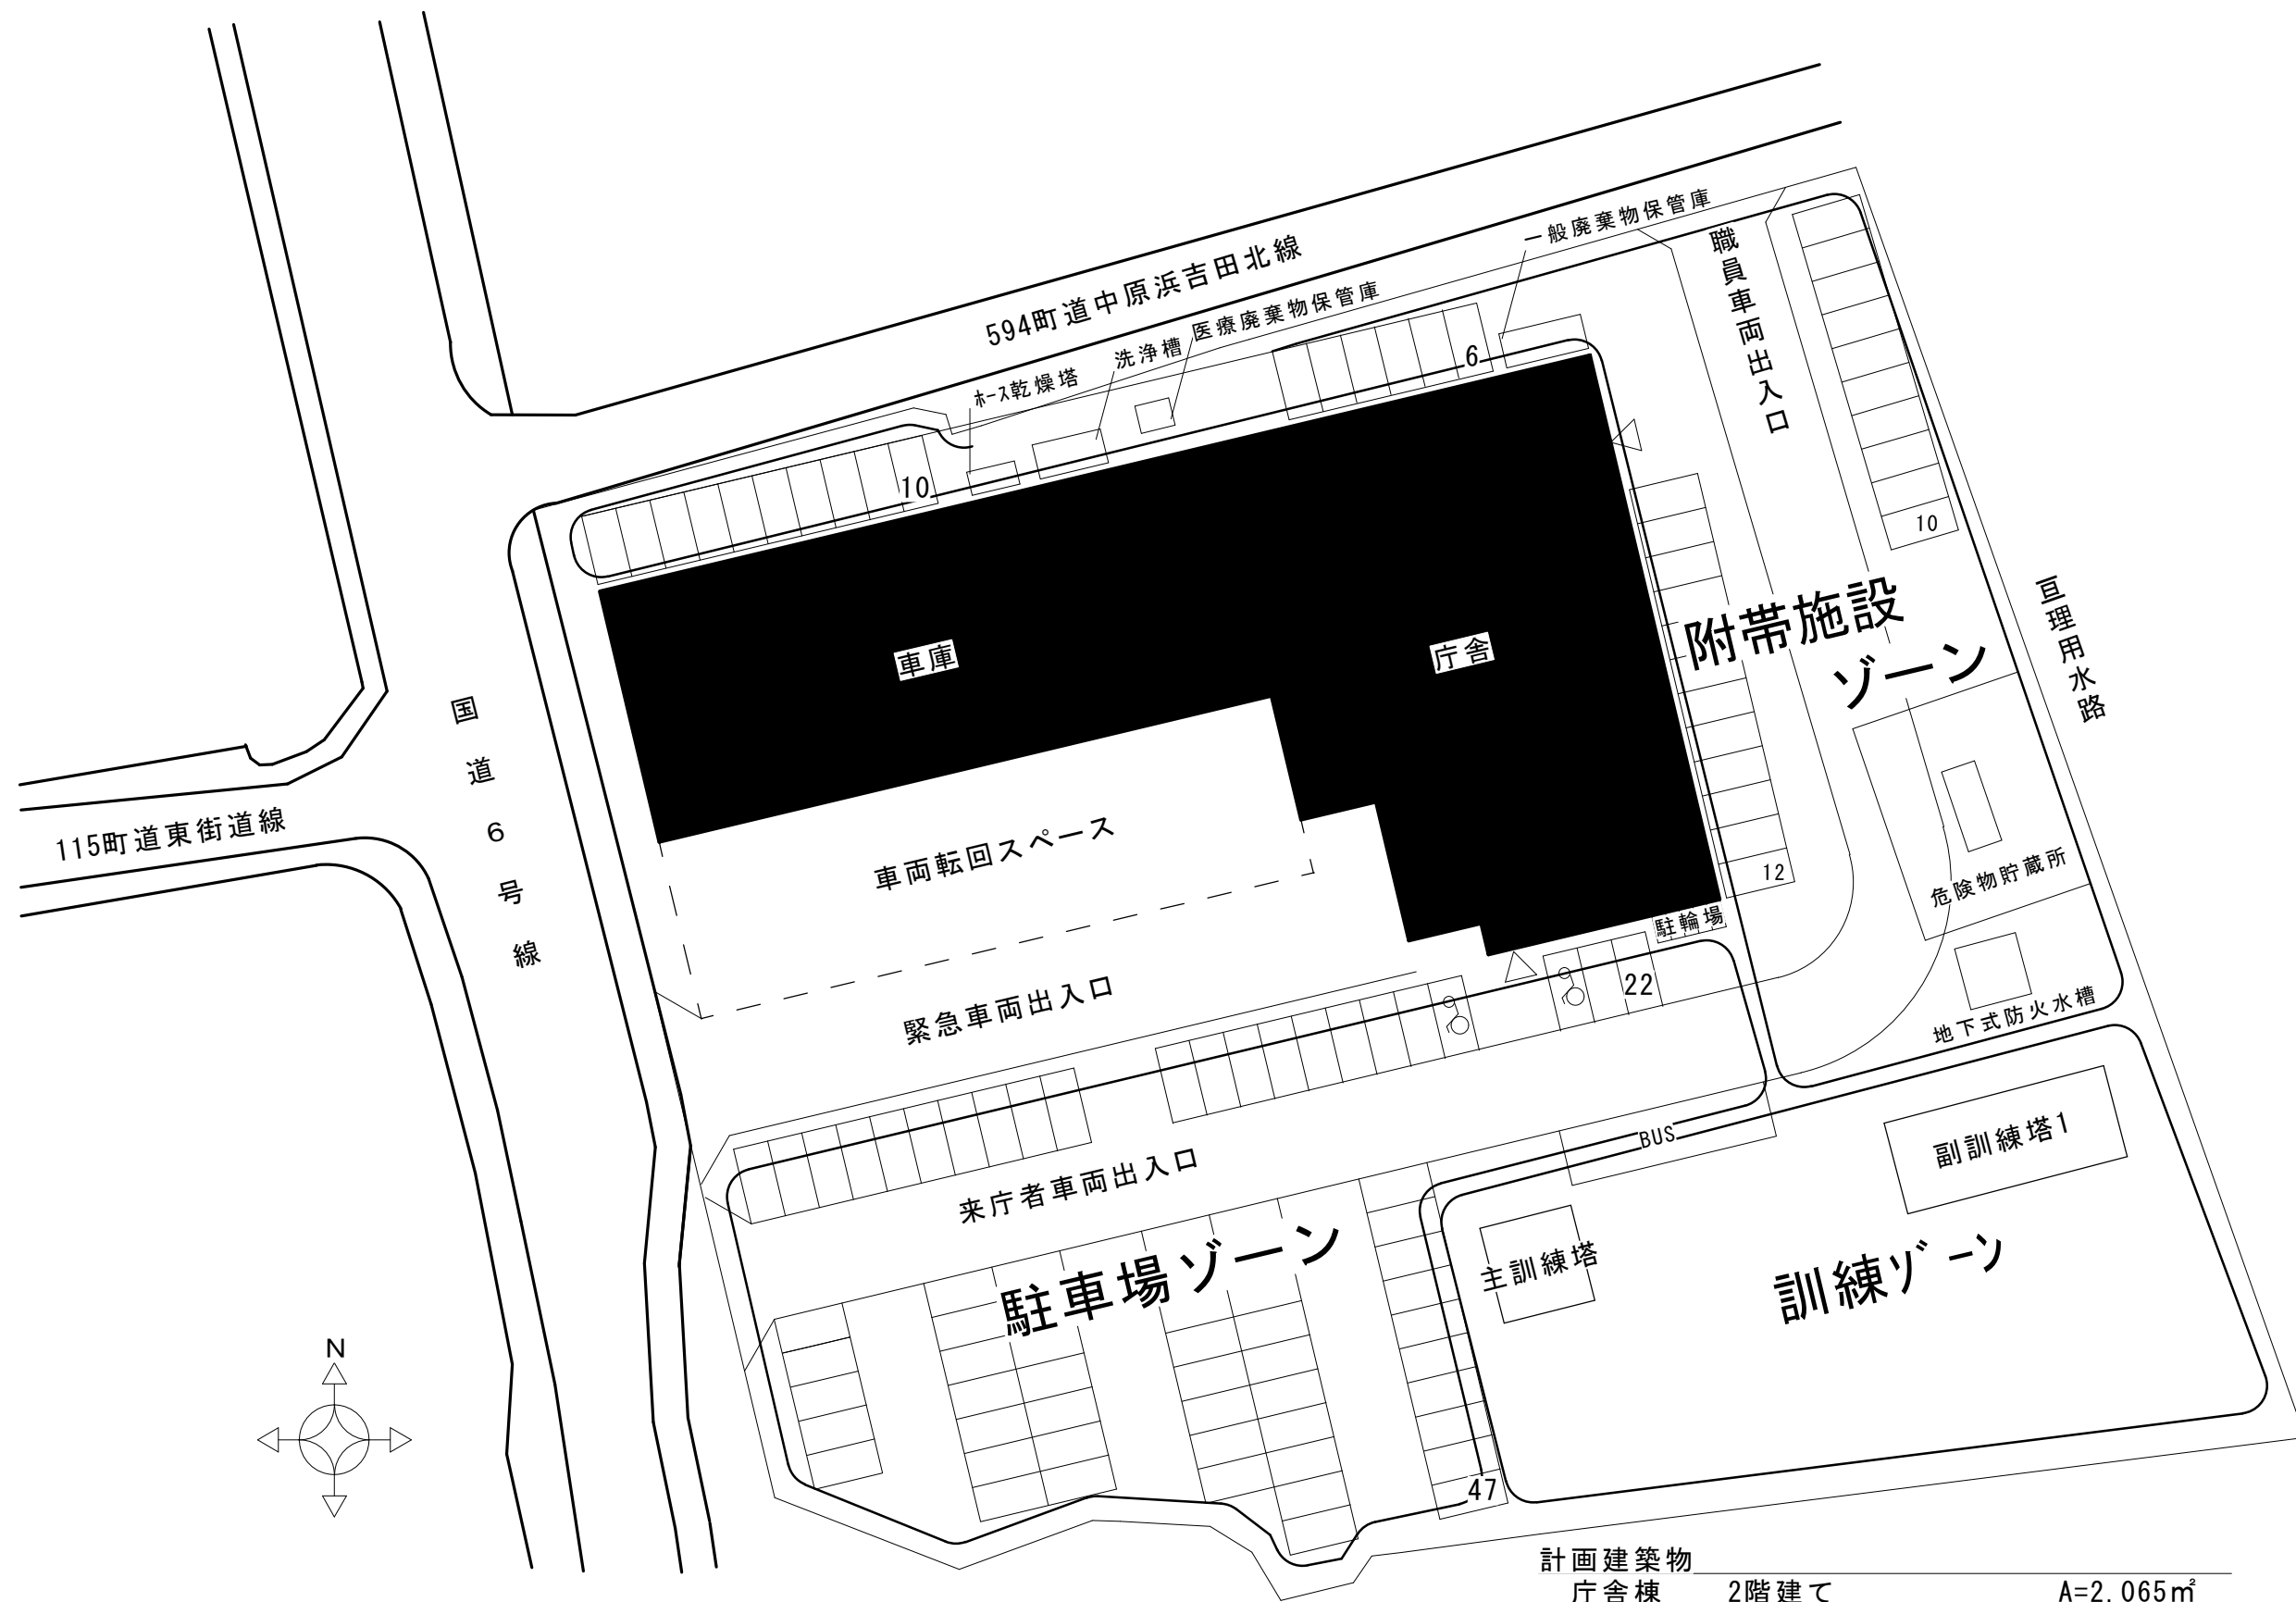 594町道中原浜吉田北線
一般廃棄物保管庫
医療廃棄物保管庫
洗浄槽
ﾎｰｽ乾燥塔
職員車両出入口
6
10
10
車庫
庁舎
附帯施設
ゾーン
亘理用水路
国道6号線
115町道東街道線
車両転回スペース
12
危険物貯蔵所
駐輪場
22
緊急車両出入口
地下式防火水槽
BUS
副訓練塔1
来庁者車両出入口
駐車場ゾーン
主訓練塔
訓練ｿﾞｰﾝ
N
47
計画建築物
庁舎棟 2階建て A=2,065㎡